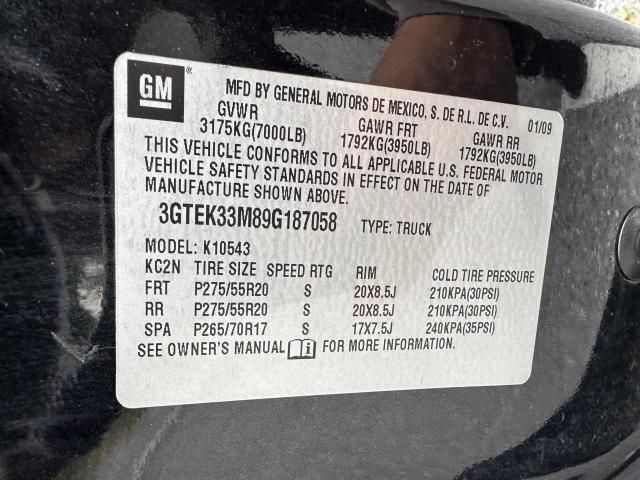 GM ®
MFD BY GENERAL MOTORS DE MEXICO, S. DE R.L. DE C.V. 01/09
GVWR GAWR FRT GAWR RR
3175KG(7000LB) 1792KG(3950LB) 1792KG(3950LB)
THIS VEHICLE CONFORMS TO ALL APPLICABLE U.S. FEDERAL MOTOR
VEHICLE SAFETY STANDARDS IN EFFECT ON THE DATE OF
MANUFACTURE SHOWN ABOVE.
3GTEK33M89G187058 TYPE: TRUCK
MODEL: K10543
KC2N TIRE SIZE SPEED RTG RIM COLD TIRE PRESSURE
FRT P275/55R20 S 20X8.5J 210KPA(30PSI)
RR P275/55R20 S 20X8.5J 210KPA(30PSI)
SPA P265/70R17 S 17X7.5J 240KPA(35PSI)
SEE OWNER'S MANUAL i FOR MORE INFORMATION.